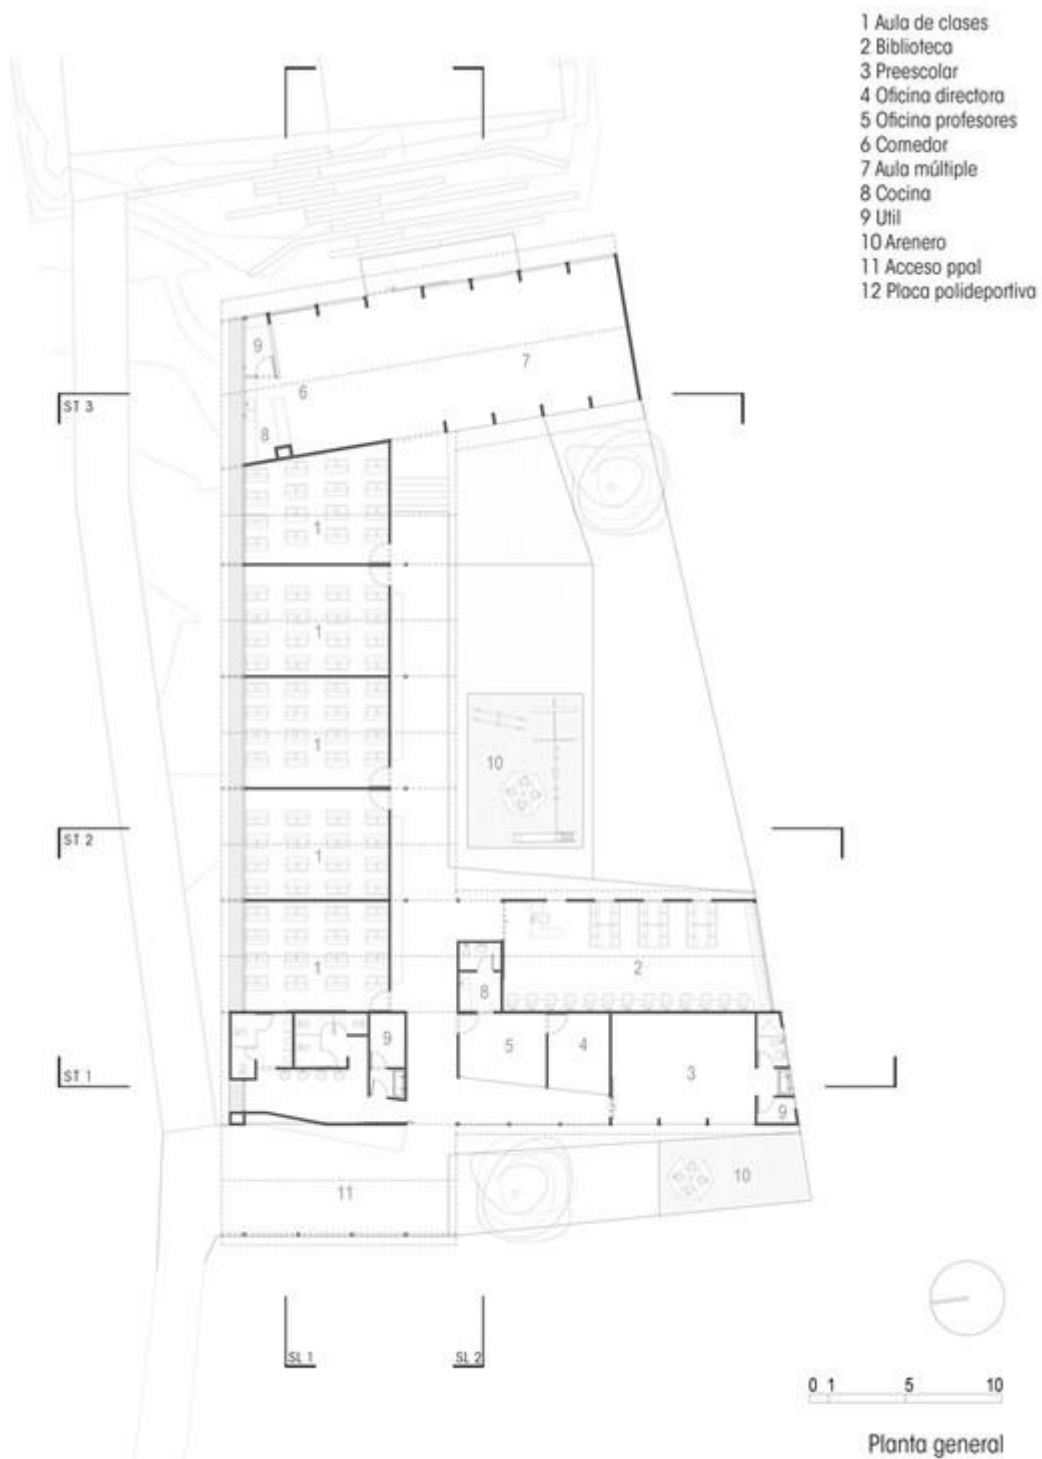 1 Aula de clases
2 Biblioteca
3 Preescolar
4 Oficina directora
5 Oficina profesores
6 Comedor
7 Aula múltiple
8 Cocina
9 Util
10 Arenero
11 Acceso ppal
12 Placa polideportiva
9
7
6
ST 3
8
1
1
1
10
ST 2
1
1
2
8
9
5
4
3
ST 1
9
10
11
SL 1
SL 2
0 1 5 10
Planta general